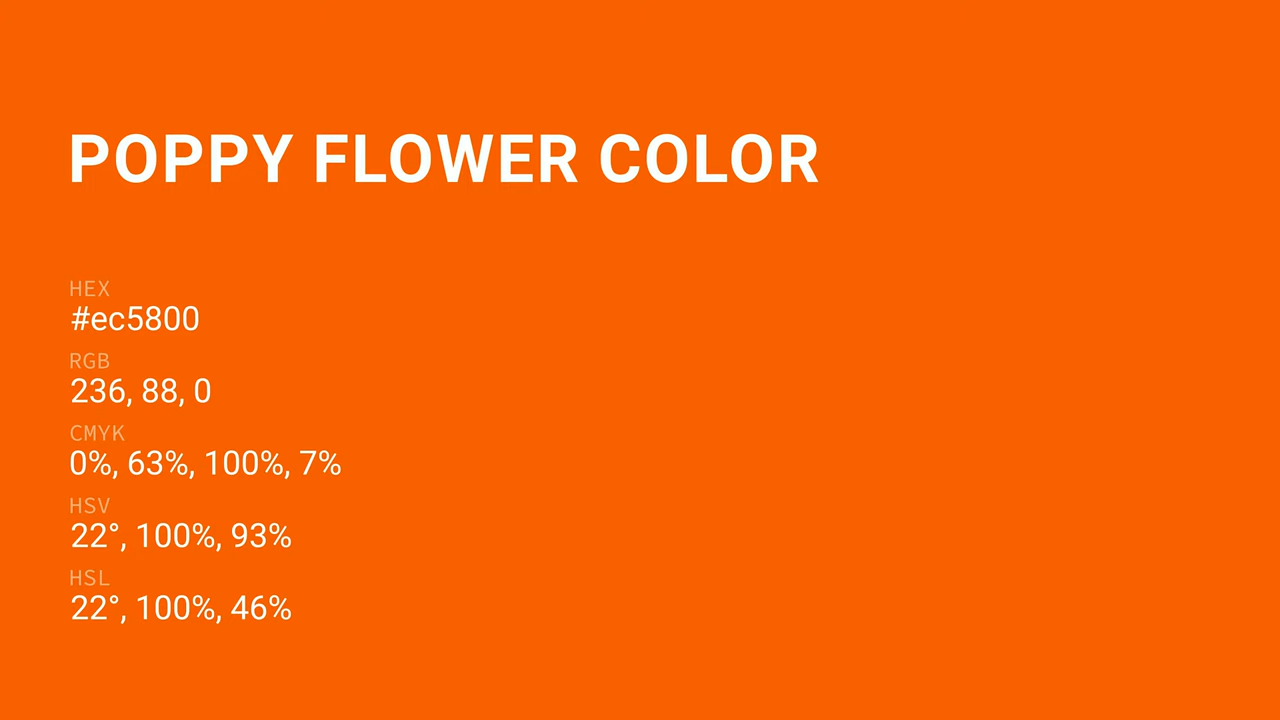 POPPY FLOWER COLOR
HEX
#ec5800
RGB
236, 88, 0
CMYK
0%, 63%, 100%, 7%
HSV
22°, 100%, 93%
HSL
22°, 100%, 46%